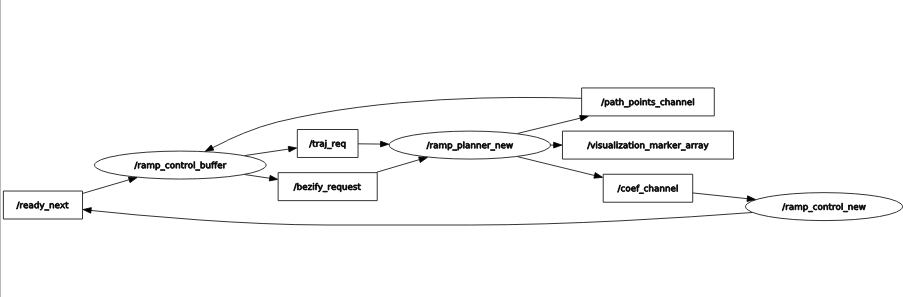 /path_points_channel
/traj_req
/ramp_planner_new
/visualization_marker_array
/ramp_control_buffer
/bezify_request
/coef_channel
/ready_next
/ramp_control_new